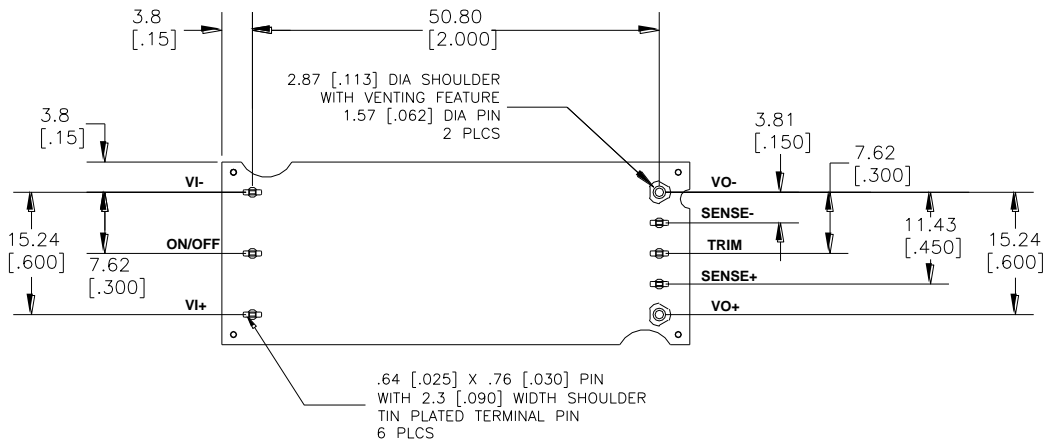 3.8
[.15]
50.80
[2.000]
2.87 [.113] DIA SHOULDER
WITH VENTING FEATURE
1.57 [.062] DIA PIN
2 PLCS
3.8
[.15]
3.81
[.150]
7.62
[.300]
VI-
VO-
SENSE-
15.24
[.600]
ON/OFF
7.62
[.300]
TRIM
11.43
[.450]
15.24
[.600]
SENSE+
VI+
VO+
.64 [.025] X .76 [.030] PIN
WITH 2.3 [.090] WIDTH SHOULDER
TIN PLATED TERMINAL PIN
6 PLCS